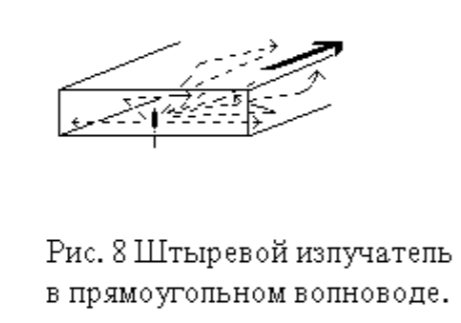 Рис. 8 Штыревой излучатель
в прямоугольном волноводе.